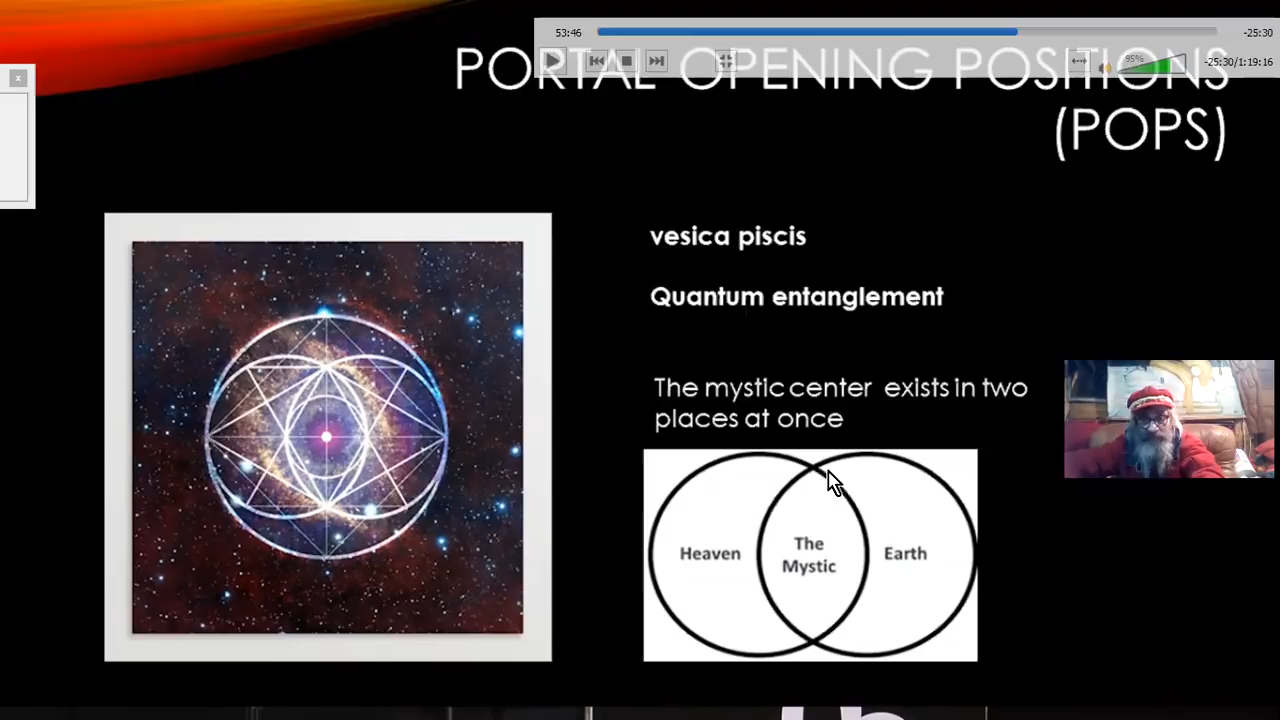 53:46
-25:30
PORTAL OPENING POSITIONS
95%
-25:30/1:19:16
(POPS)
x
vesica piscis
Quantum entanglement
The mystic center exists in two
places at once
Heaven
The
Mystic
Earth